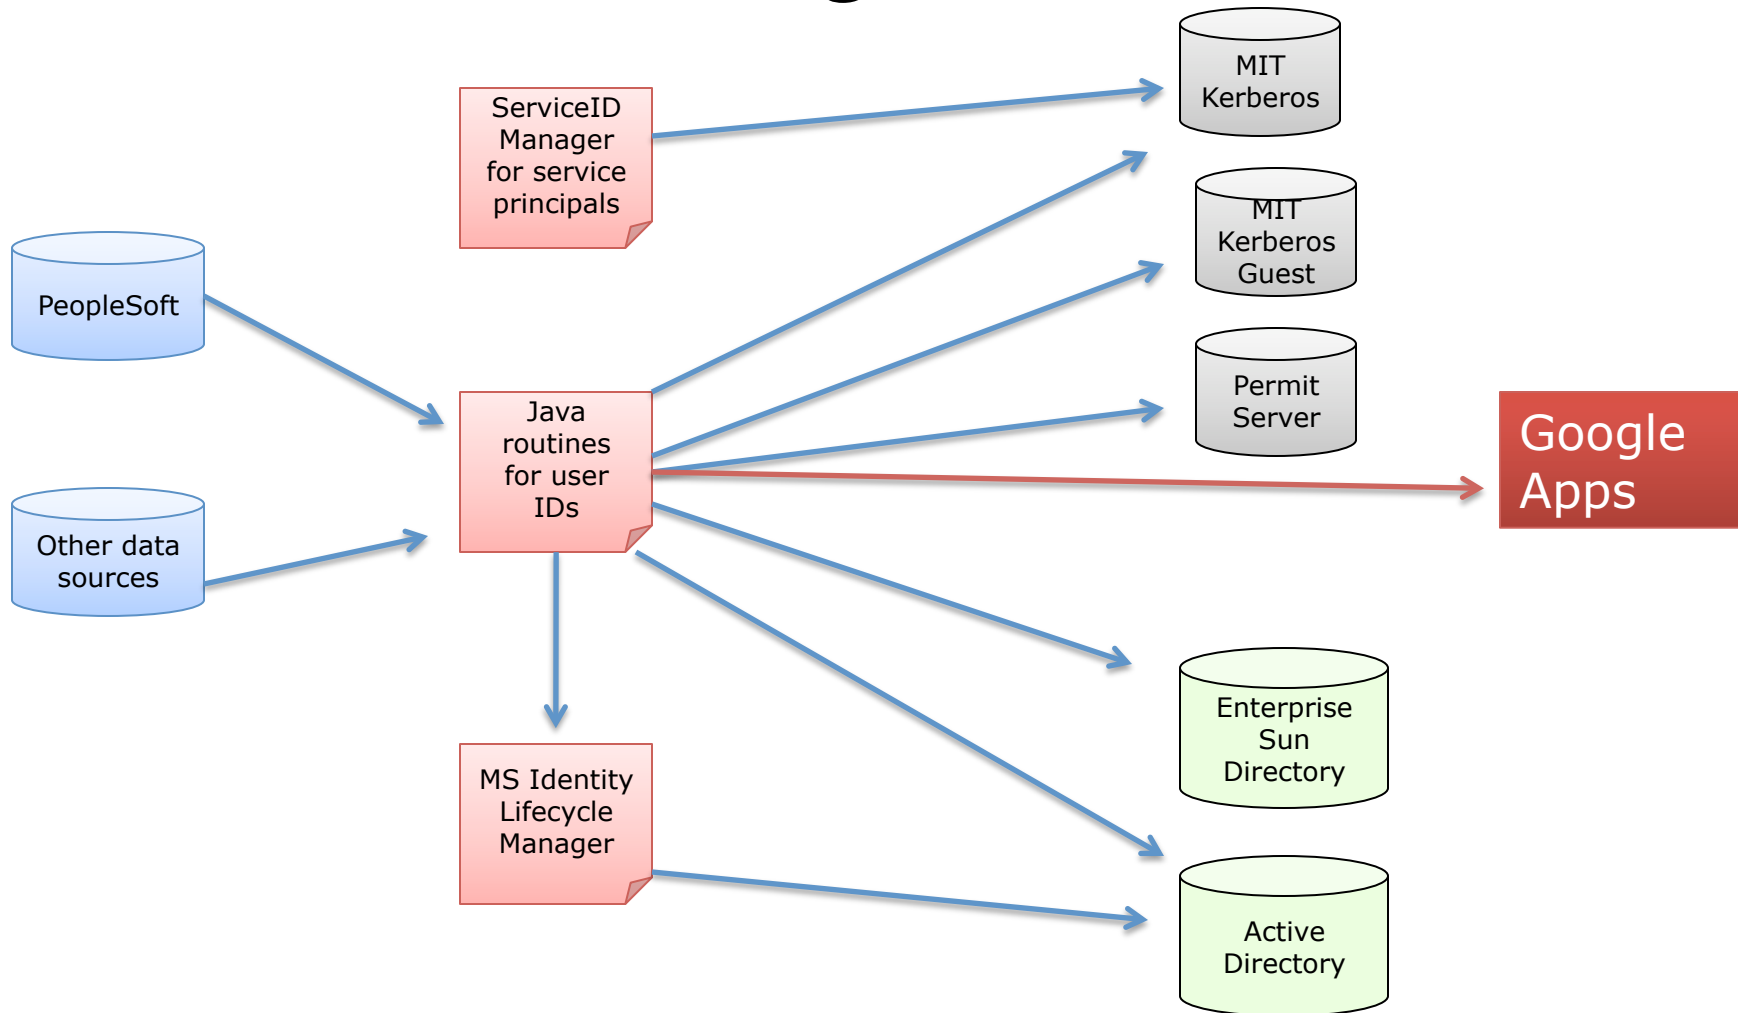 MIT
Kerberos
ServiceID
Manager
for service
principals
MIT
Kerberos
Guest
PeopleSoft
Permit
Server
Java
routines
for user
IDs
Google
Apps
Other data
sources
Enterprise
Sun
Directory
MS Identity
Lifecycle
Manager
Active
Directory